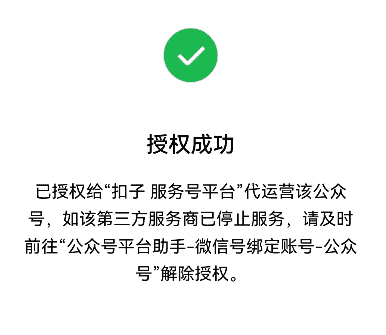 授权成功
已授权给“扣子 服务号平台”代运营该公众
号，如该第三方服务商已停止服务，请及时
前往“公众号平台助手-微信号绑定账号-公众
号”解除授权。